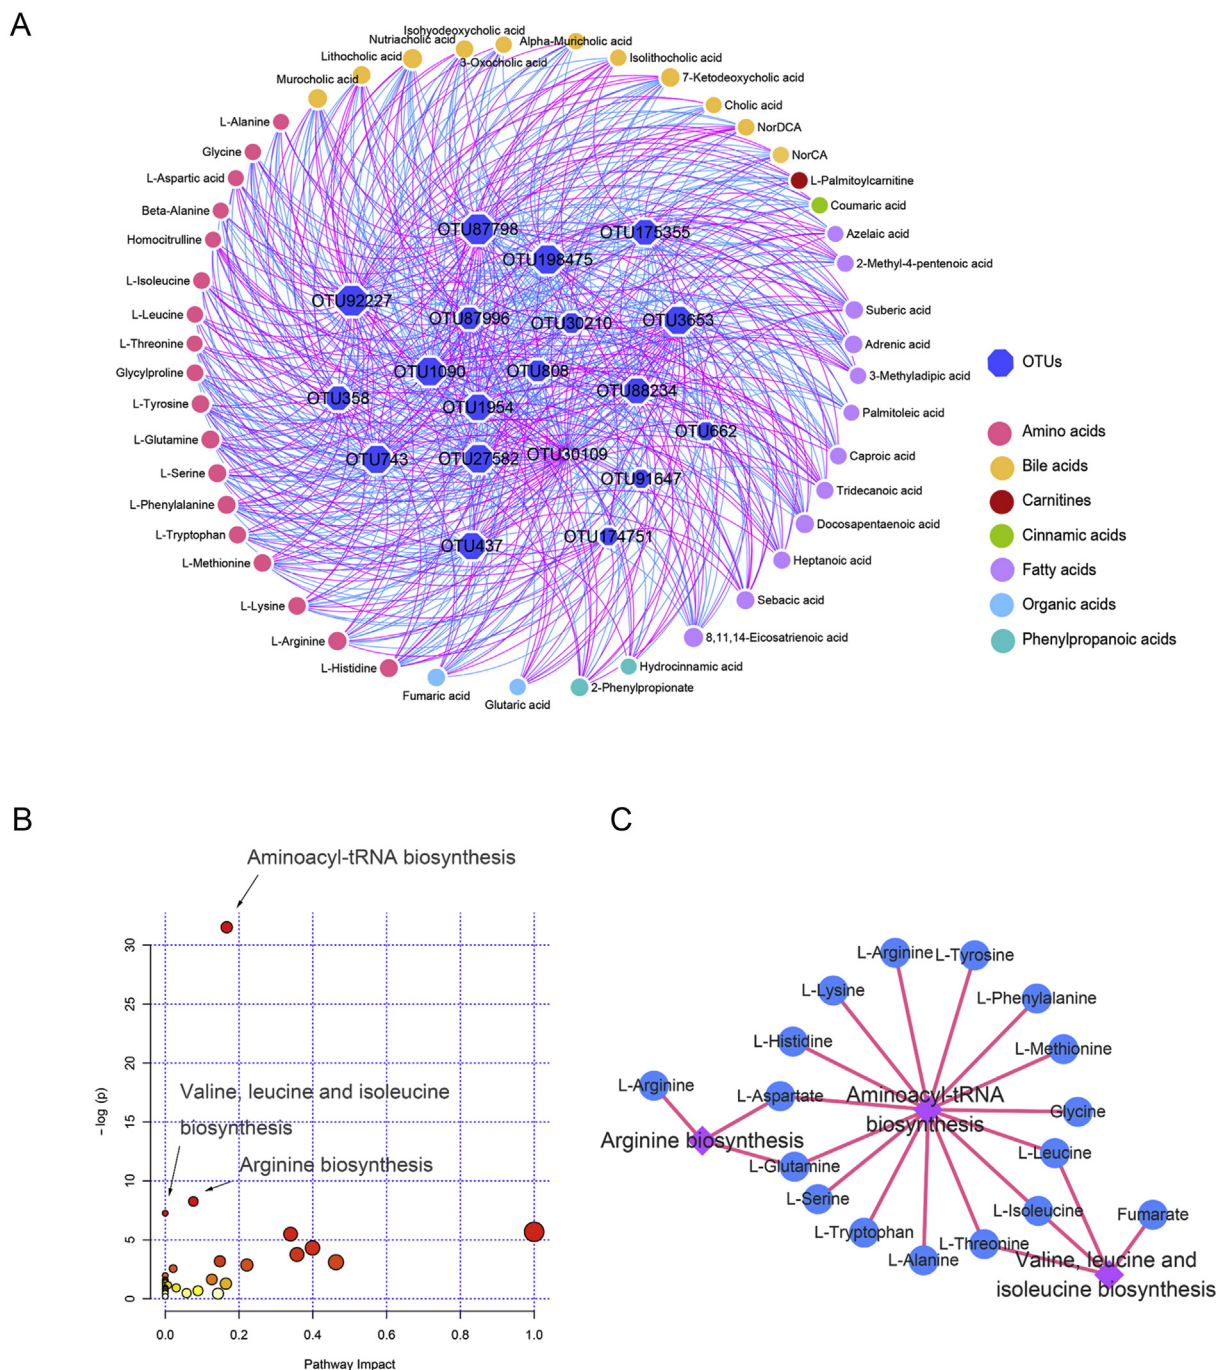 A
Isohyodeoxycholic acid
Nutriacholic acid
Alpha-Muricholic acid
Lithocholic acid
3-Oxocholic acid
Isolithocholic acid
Murocholic acid
7-Ketodeoxycholic acid
Cholic acid
L-Alanine
NorDCA
Glycine
NorCA
L-Aspartic acid
L-Palmitoylcarnitine
Beta-Alanine
Coumaric acid
Homocitrulline
OTU87798
OTU175355
Azelaic acid
OTU198475
2-Methyl-4-pentenoic acid
L-Isoleucine
OTU92227
L-Leucine
OTU87996
OTU30210
OTU3653
Suberic acid
L-Threonine
Adrenic acid
Glycylproline
OTU1090
OTU808
3-Methyladipic acid
OTUs
L-Tyrosine
OTU358
OTU1954
OTU88234
Palmitoleic acid
L-Glutamine
OTU662
Amino acids
L-Serine
OTU743
OTU27582
OTU30109
Caproic acid
Bile acids
L-Phenylalanine
OTU91647
Tridecanoic acid
Carnitines
L-Tryptophan
OTU437
OTU174751
Docosapentaenoic acid
Cinnamic acids
L-Methionine
Heptanoic acid
Fatty acids
L-Lysine
Sebacic acid
Organic acids
L-Arginine
8,11,14-Eicosatrienoic acid
Phenylpropanoic acids
L-Histidine
Hydrocinnamic acid
Fumaric acid
2-Phenylpropionate
Glutaric acid
B
Aminoacyl-tRNA biosynthesis
30
25
20
15
10
5
0
- log (p)
Valine, leucine and isoleucine
biosynthesis
Arginine biosynthesis
0.0 0.2 0.4 0.6 0.8 1.0
Pathway Impact
C
L-Arginine
L-Tyrosine
L-Lysine
L-Phenylalanine
L-Histidine
L-Methionine
L-Arginine
L-Aspartate
Aminoacyl-tRNA
biosynthesis
Glycine
Arginine biosynthesis
L-Glutamine
L-Leucine
L-Serine
L-Isoleucine
Fumarate
L-Tryptophan
L-Threonine
L-Alanine
Valine, leucine and
isoleucine biosynthesis